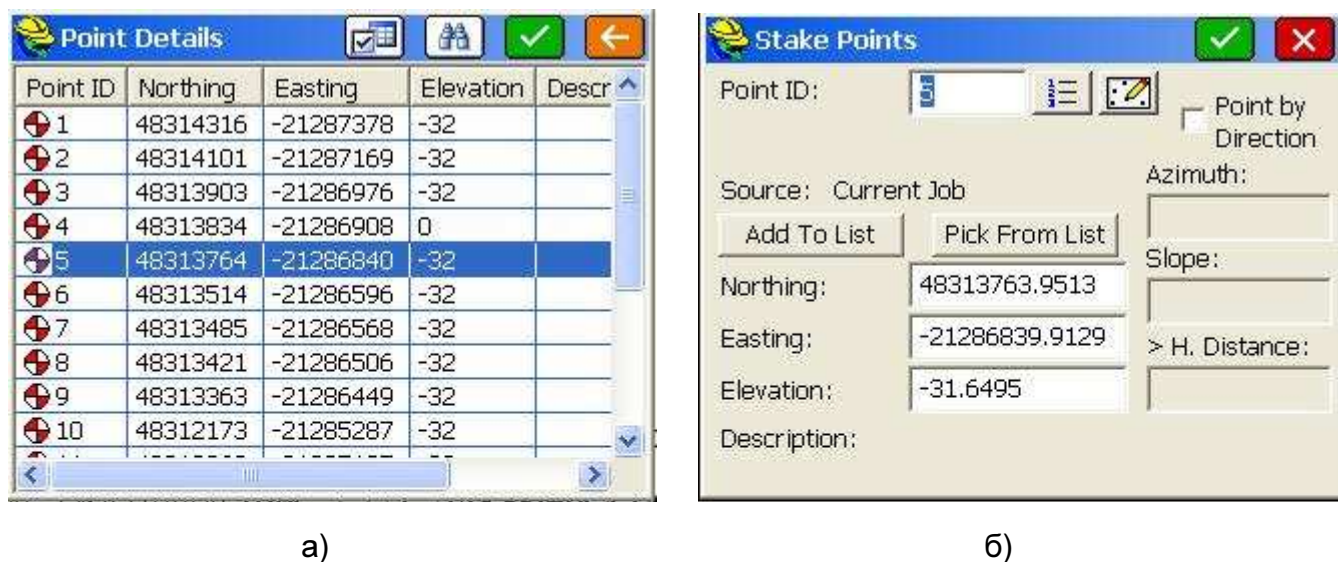 Point Details
Point ID Northing Easting Elevation Descr
1 48314316 -21287378 -32
2 48314101 -21287169 -32
3 48313903 -21286976 -32
4 48313834 -21286908 0
5 48313764 -21286840 -32
6 48313514 -21286596 -32
7 48313485 -21286568 -32
8 48313421 -21286506 -32
9 48313363 -21286449 -32
10 48312173 -21285287 -32
а)
Stake Points
Point ID: 5
Point by
Direction
Source: Current Job
Azimuth:
Add To List Pick From List
Slope:
Northing: 48313763.9513
Easting: -21286839.9129
> H. Distance:
Elevation: -31.6495
Description:
б)